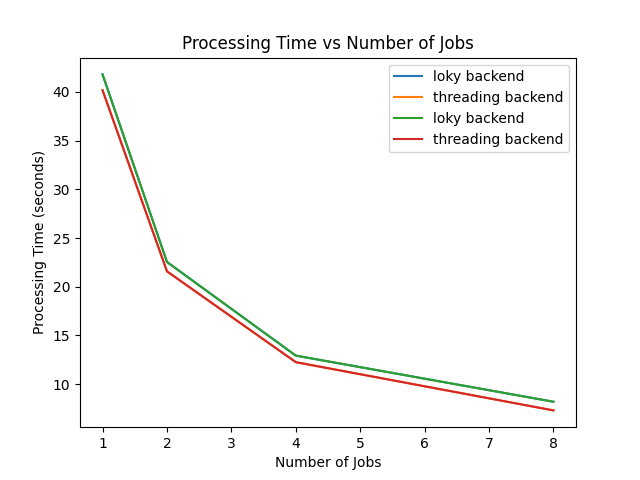 Processing Time vs Number of Jobs
loky backend
threading backend
loky backend
threading backend
40
35
30
25
20
15
10
Processing Time (seconds)
1 2 3 4 5 6 7 8
Number of Jobs